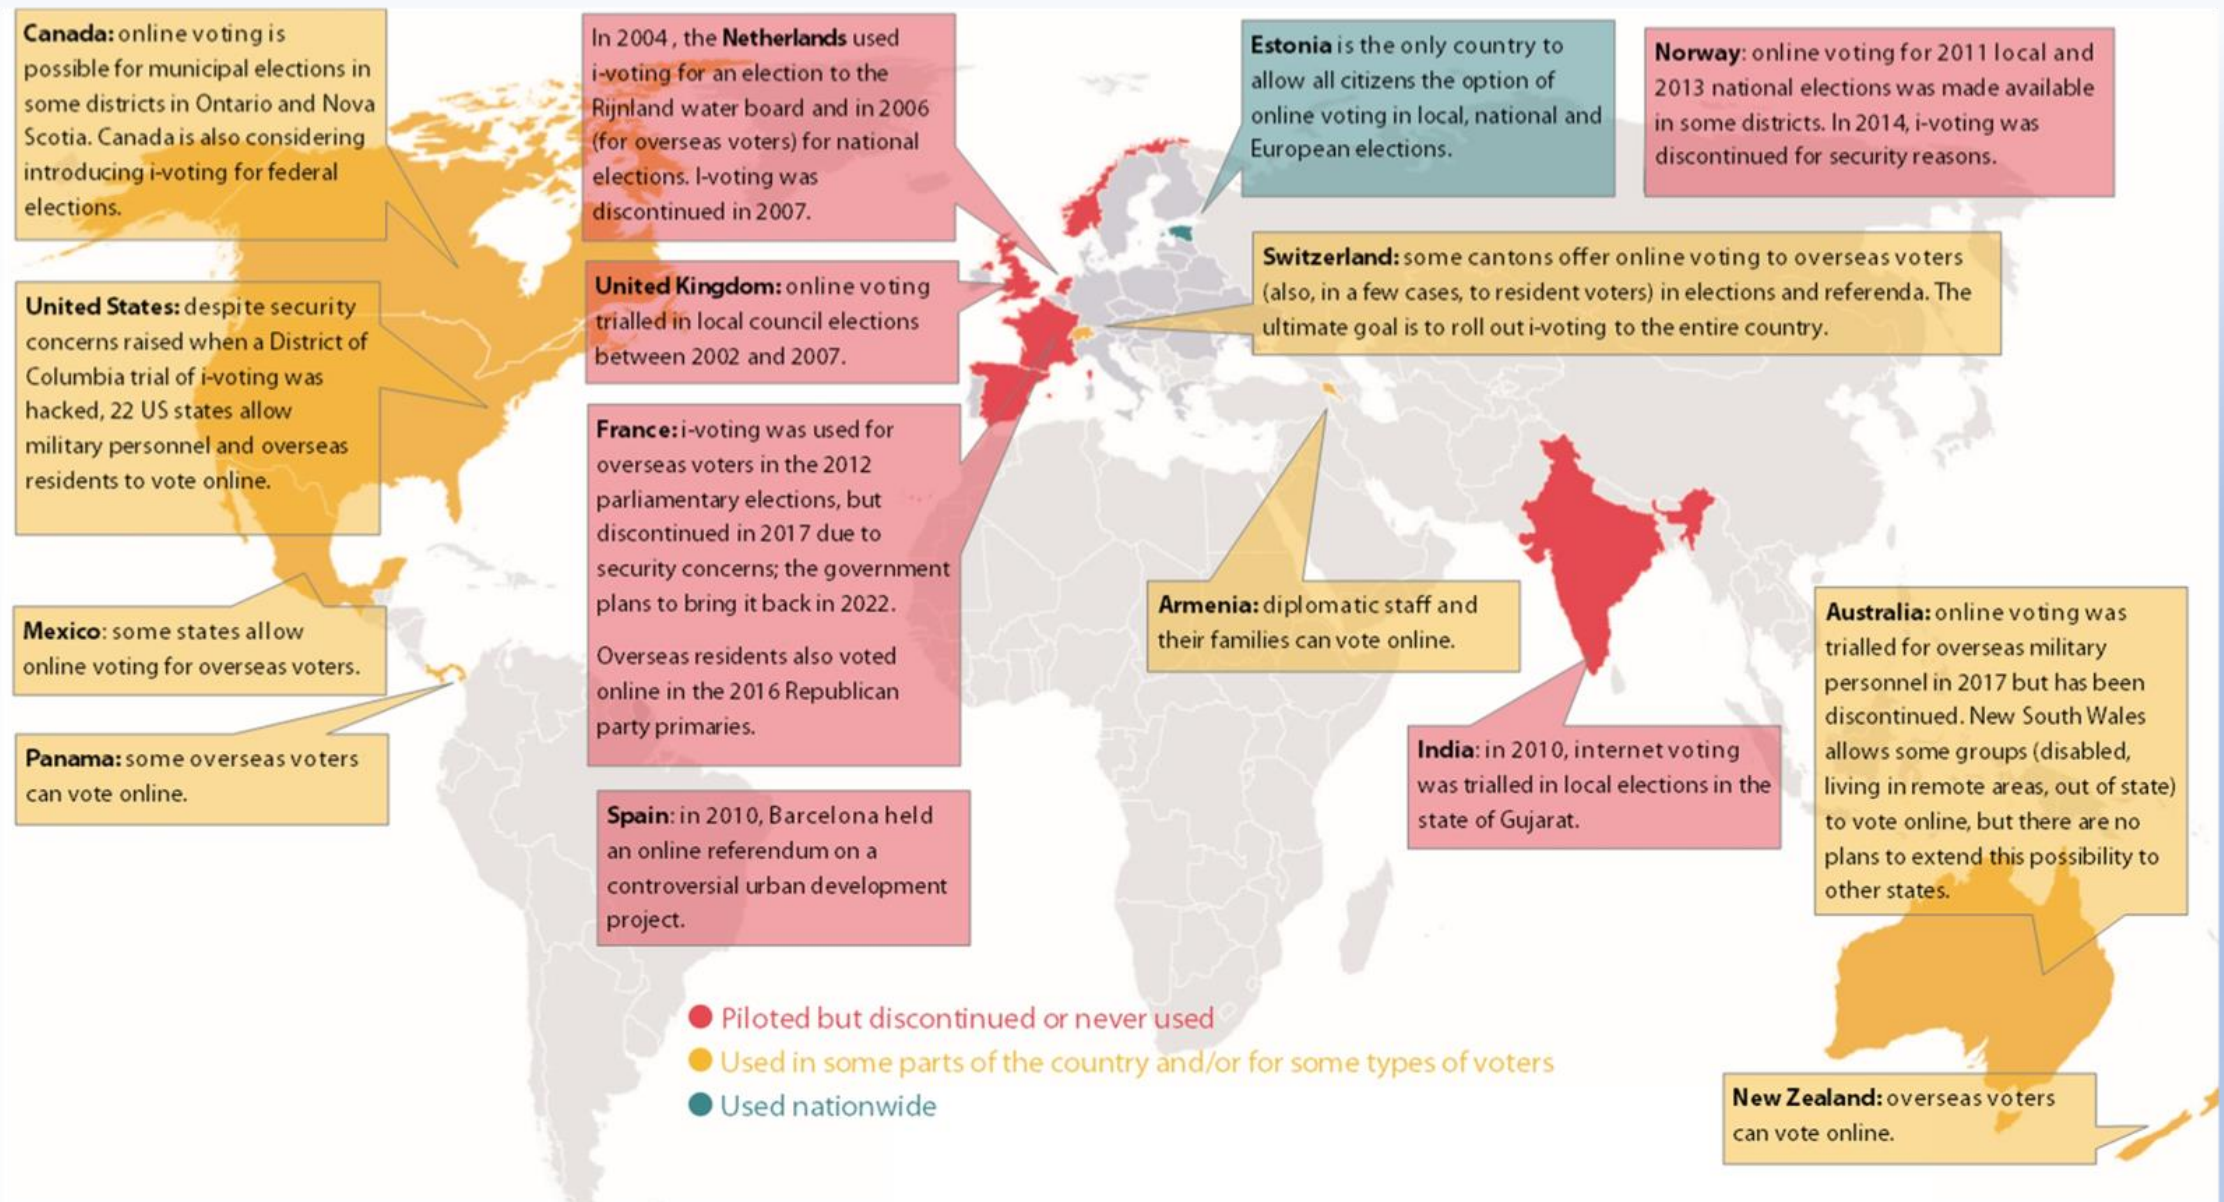 Canada: online voting is
possible for municipal elections in
some districts in Ontario and Nova
Scotia. Canada is also considering
introducing i-voting for federal
elections.
United States: despite security
concerns raised when a District of
Columbia trial of i-voting was
hacked, 22 US states allow
military personnel and overseas
residents to vote online.
Mexico: some states allow
online voting for overseas voters.
Panama: some overseas voters
can vote online.
In 2004, the Netherlands used
i-voting for an election to the
Rijnland water board and in 2006
(for overseas voters) for national
elections. I-voting was
discontinued in 2007.
United Kingdom: online voting
trialled in local council elections
between 2002 and 2007.
France: i-voting was used for
overseas voters in the 2012
parliamentary elections, but
discontinued in 2017 due to
security concerns; the government
plans to bring it back in 2022.
Overseas residents also voted
online in the 2016 Republican
party primaries.
Spain: in 2010, Barcelona held
an online referendum on a
controversial urban development
project.
Estonia is the only country to
allow all citizens the option of
online voting in local, national and
European elections.
Norway: online voting for 2011 local and
2013 national elections was made available
in some districts. In 2014, i-voting was
discontinued for security reasons.
Switzerland: some cantons offer online voting to overseas voters
(also, in a few cases, to resident voters) in elections and referenda. The
ultimate goal is to roll out i-voting to the entire country.
Armenia: diplomatic staff and
their families can vote online.
India: in 2010, internet voting
was trialled in local elections in the
state of Gujarat.
Australia: online voting was
trialled for overseas military
personnel in 2017 but has been
discontinued. New South Wales
allows some groups (disabled,
living in remote areas, out of state)
to vote online, but there are no
plans to extend this possibility to
other states.
New Zealand: overseas voters
can vote online.
Piloted but discontinued or never used
Used in some parts of the country and/or for some types of voters
Used nationwide